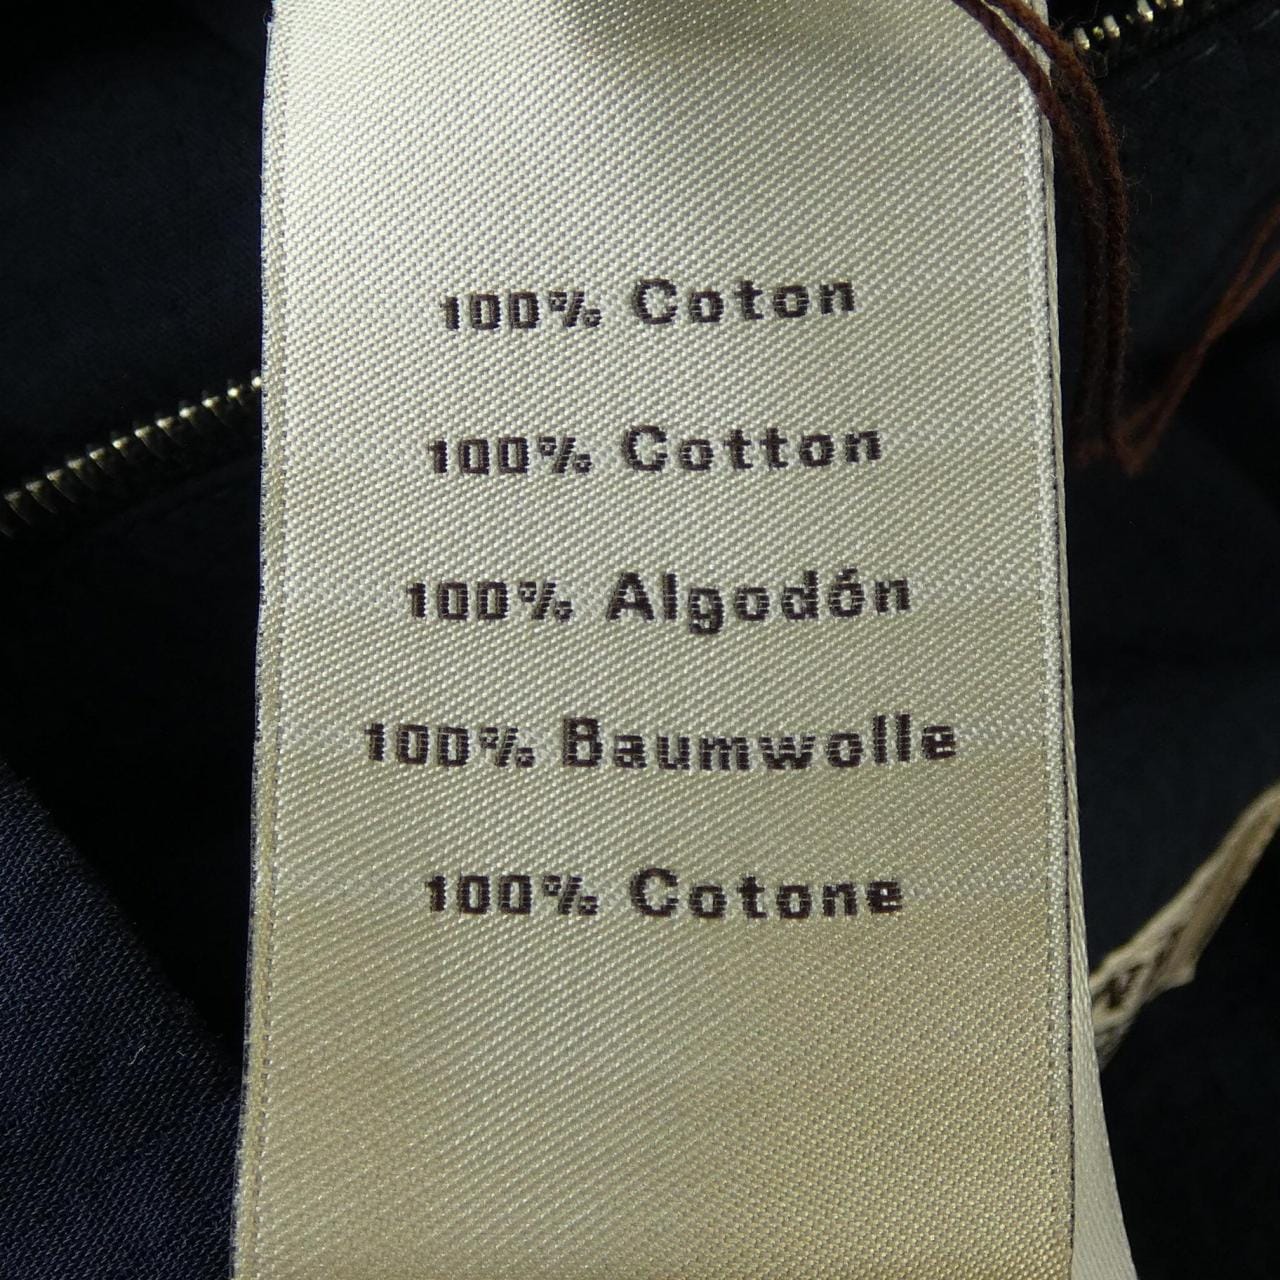 100% Coton
100% Cotton
100% Algodón
100% Baumwolle
100% Cotone